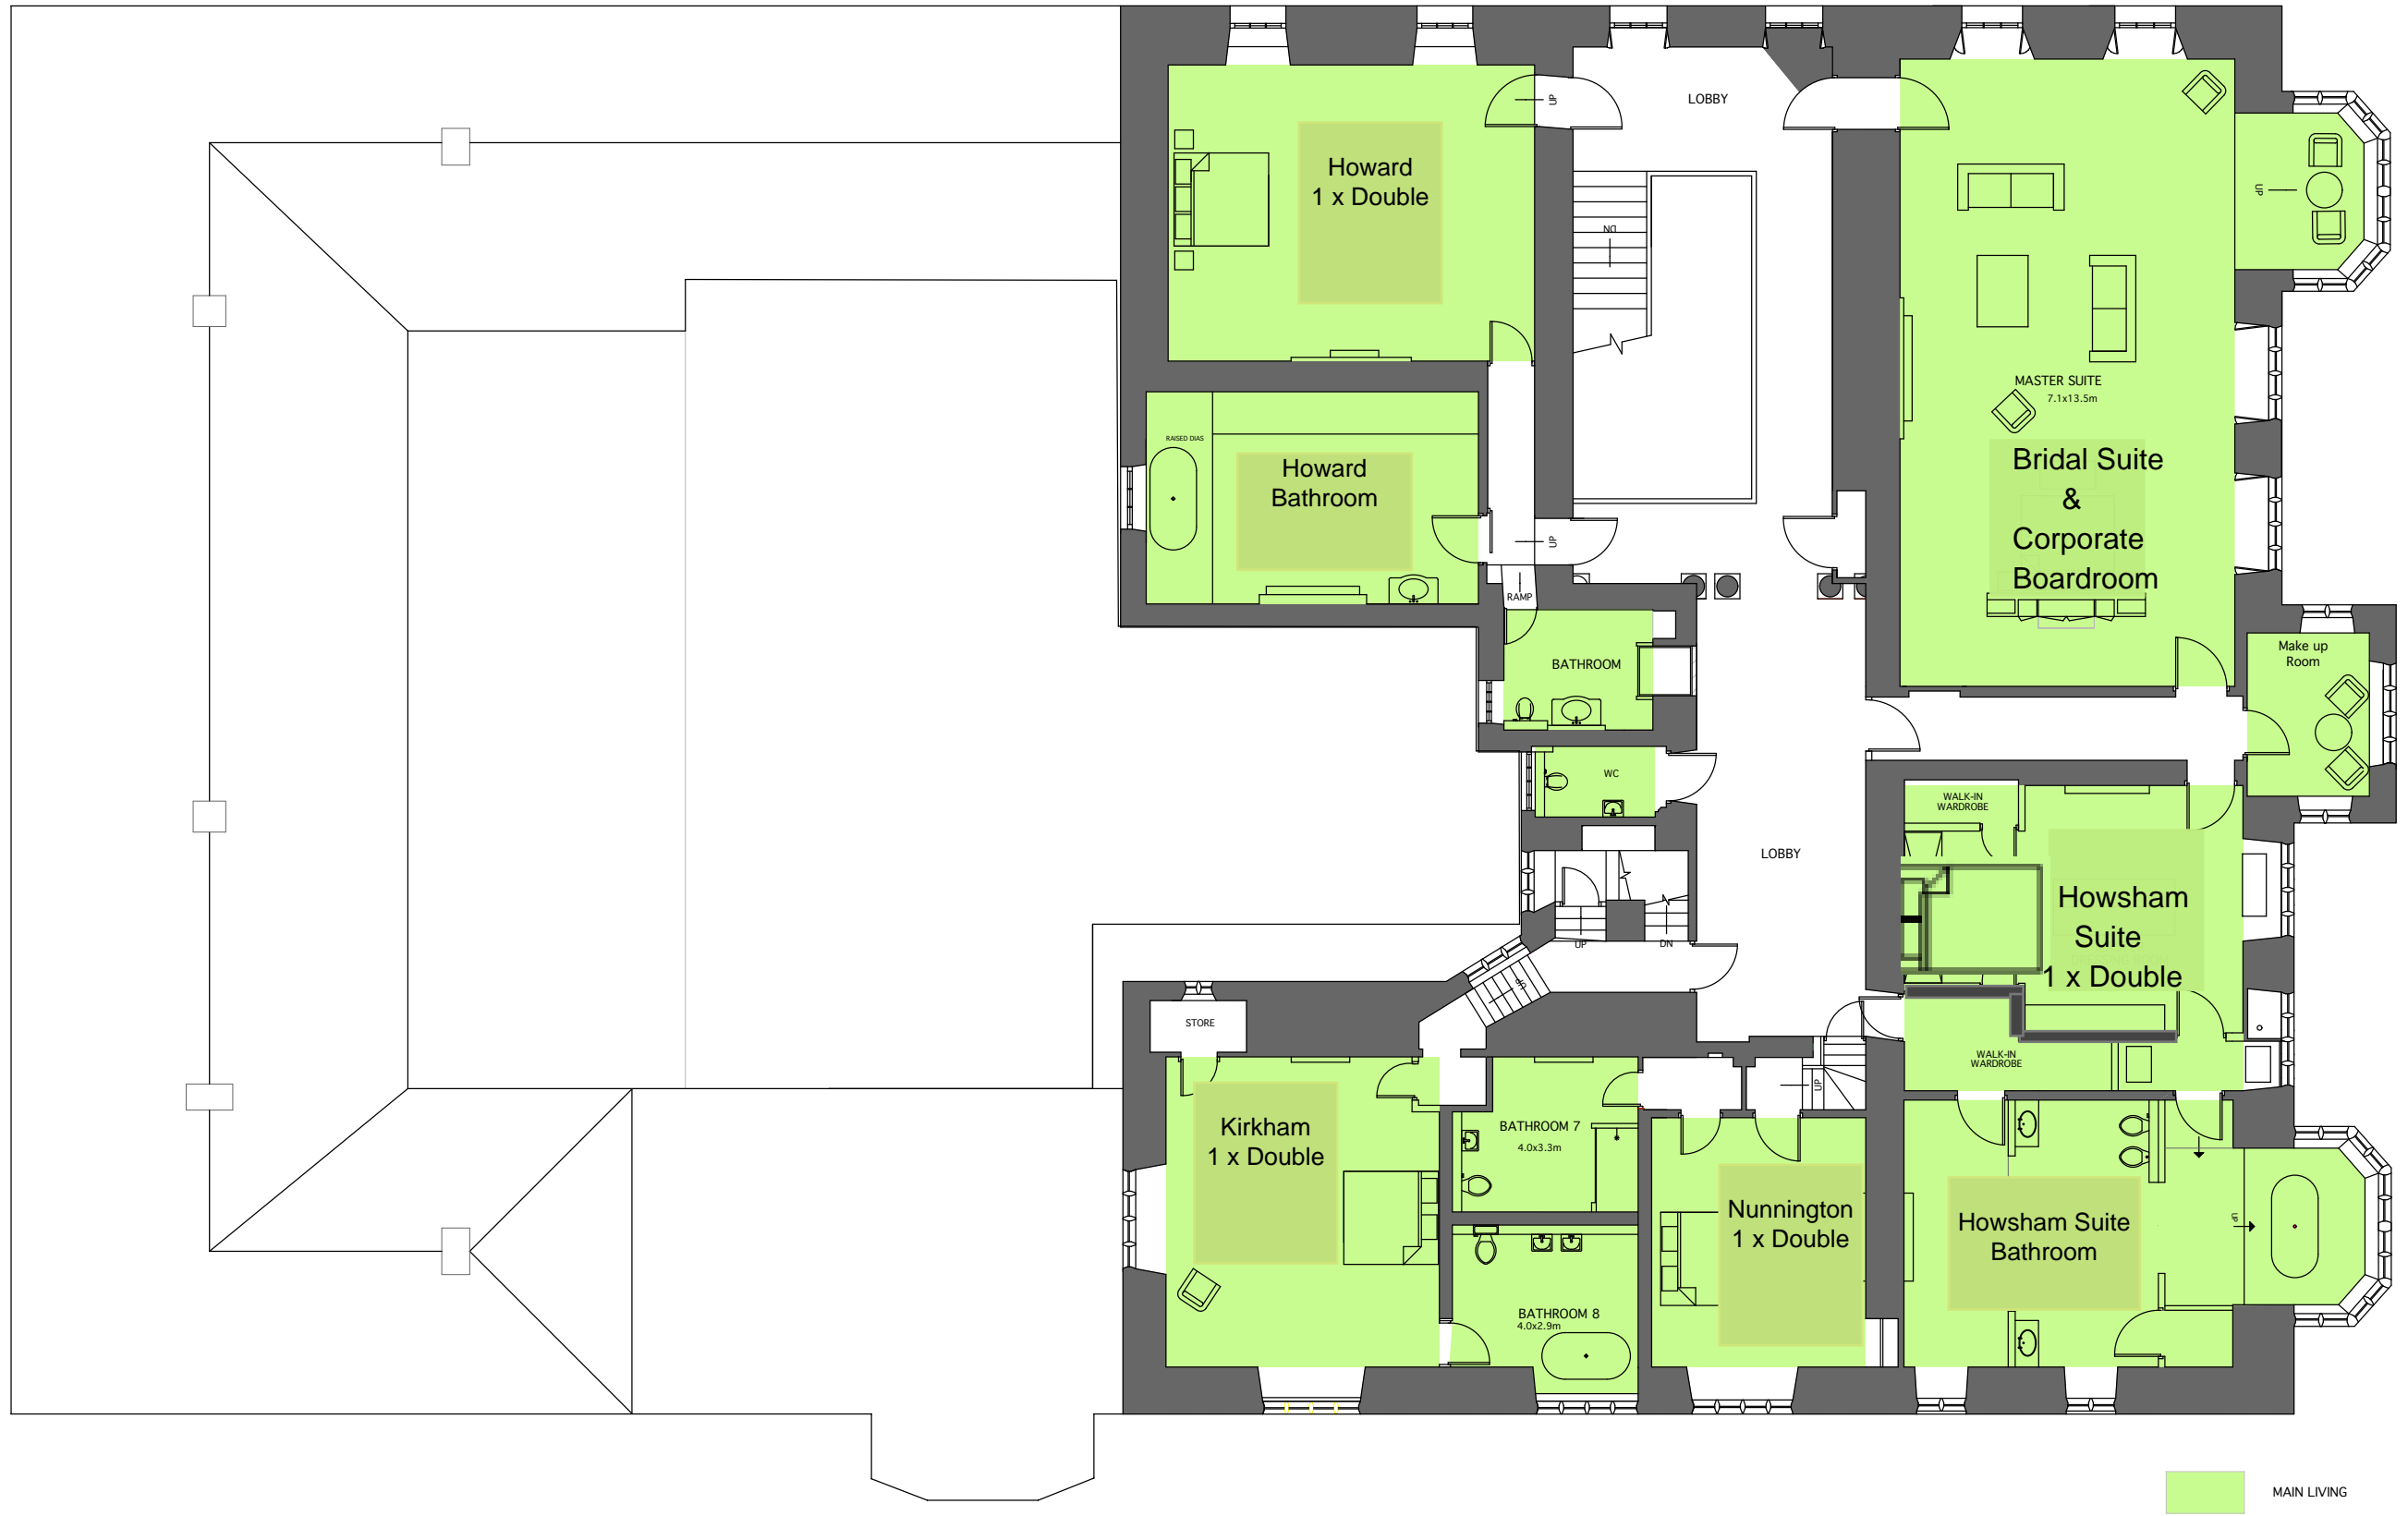 UP
LOBBY
Howard
1 x Double
UP
DN
MASTER SUITE
7.1x13.5m
RAISED DIAS
Howard
Bathroom
Bridal Suite
&
Corporate
Boardroom
UP
RAMP
BATHROOM
Make up
Room
WC
WALK-IN
WARDROBE
LOBBY
Howsham
Suite
1 x Double
UP
DN
UP
STORE
WALK-IN
WARDROBE
UP
Kirkham
1 x Double
BATHROOM 7
4.0x3.3m
Nunnington
1 x Double
Howsham Suite
Bathroom
UP
BATHROOM 8
4.0x2.9m
MAIN LIVING